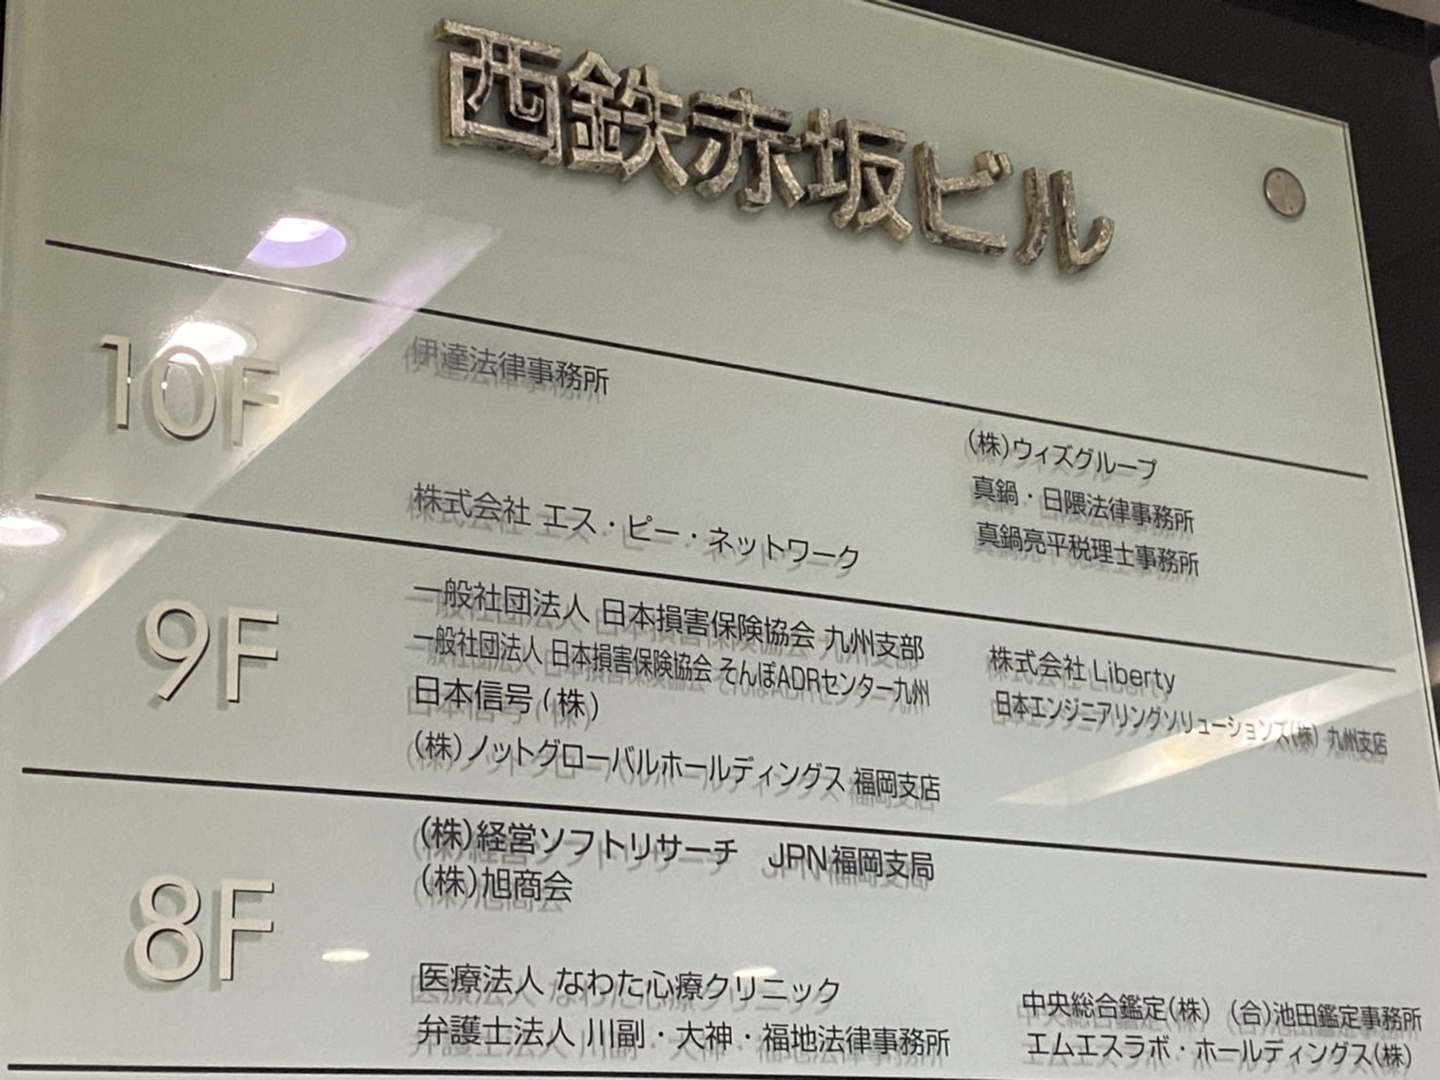 西鉄赤坂ビル
10F
伊達法律事務所
株式会社 エス・ピー・ネットワーク
(株)ウィズグループ
真鍋・日隈法律事務所
真鍋亮平税理士事務所
9F
一般社団法人 日本損害保険協会 九州支部
一般社団法人 日本損害保険協会 そんぽADRセンター九州
日本信号(株)
(株)ノットグローバルホールディングス 福岡支店
株式会社 Liberty
日本エンジニアリングソリューションズ(株) 九州支店
8F
(株)経営ソフトリサーチ JPN福岡支局
(株)旭商会
医療法人 なわた心療クリニック
弁護士法人 川副・大神・福地法律事務所
中央総合鑑定(株) (合)池田鑑定事務所
エムエスラボ・ホールディングス(株)